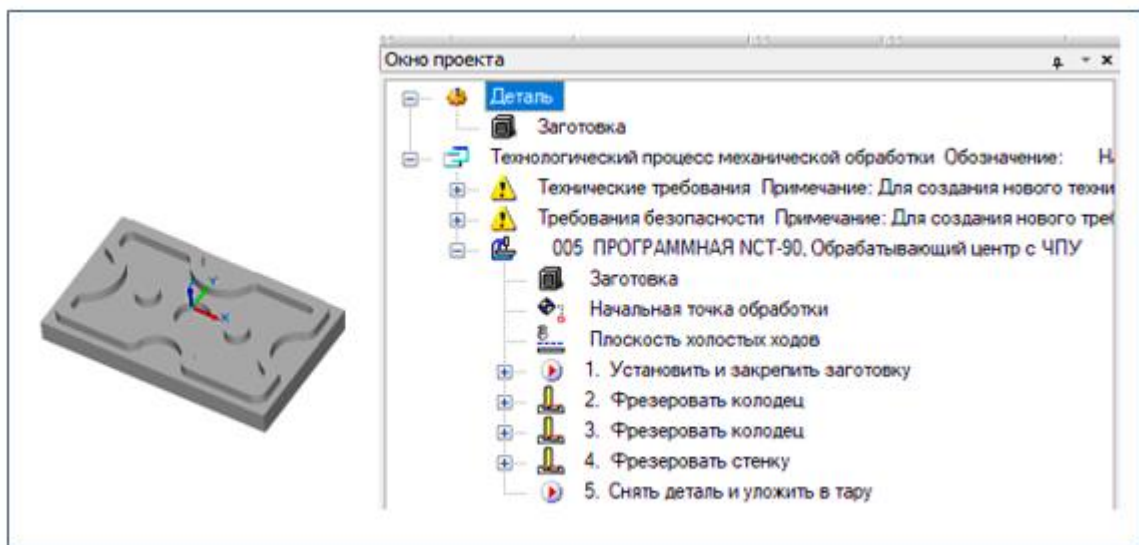 Окно проекта
Деталь
Заготовка
Технологический процесс механической обработки Обозначение: На
Технические требования Примечание: Для создания нового техни
Требования безопасности Примечание: Для создания нового треб
005 ПРОГРАММНАЯ NCT-90, Обрабатывающий центр с ЧПУ
Заготовка
Начальная точка обработки
Плоскость холостых ходов
1. Установить и закрепить заготовку
2. Фрезеровать колодец
3. Фрезеровать колодец
4. Фрезеровать стенку
5. Снять деталь и уложить в тару
Y
X